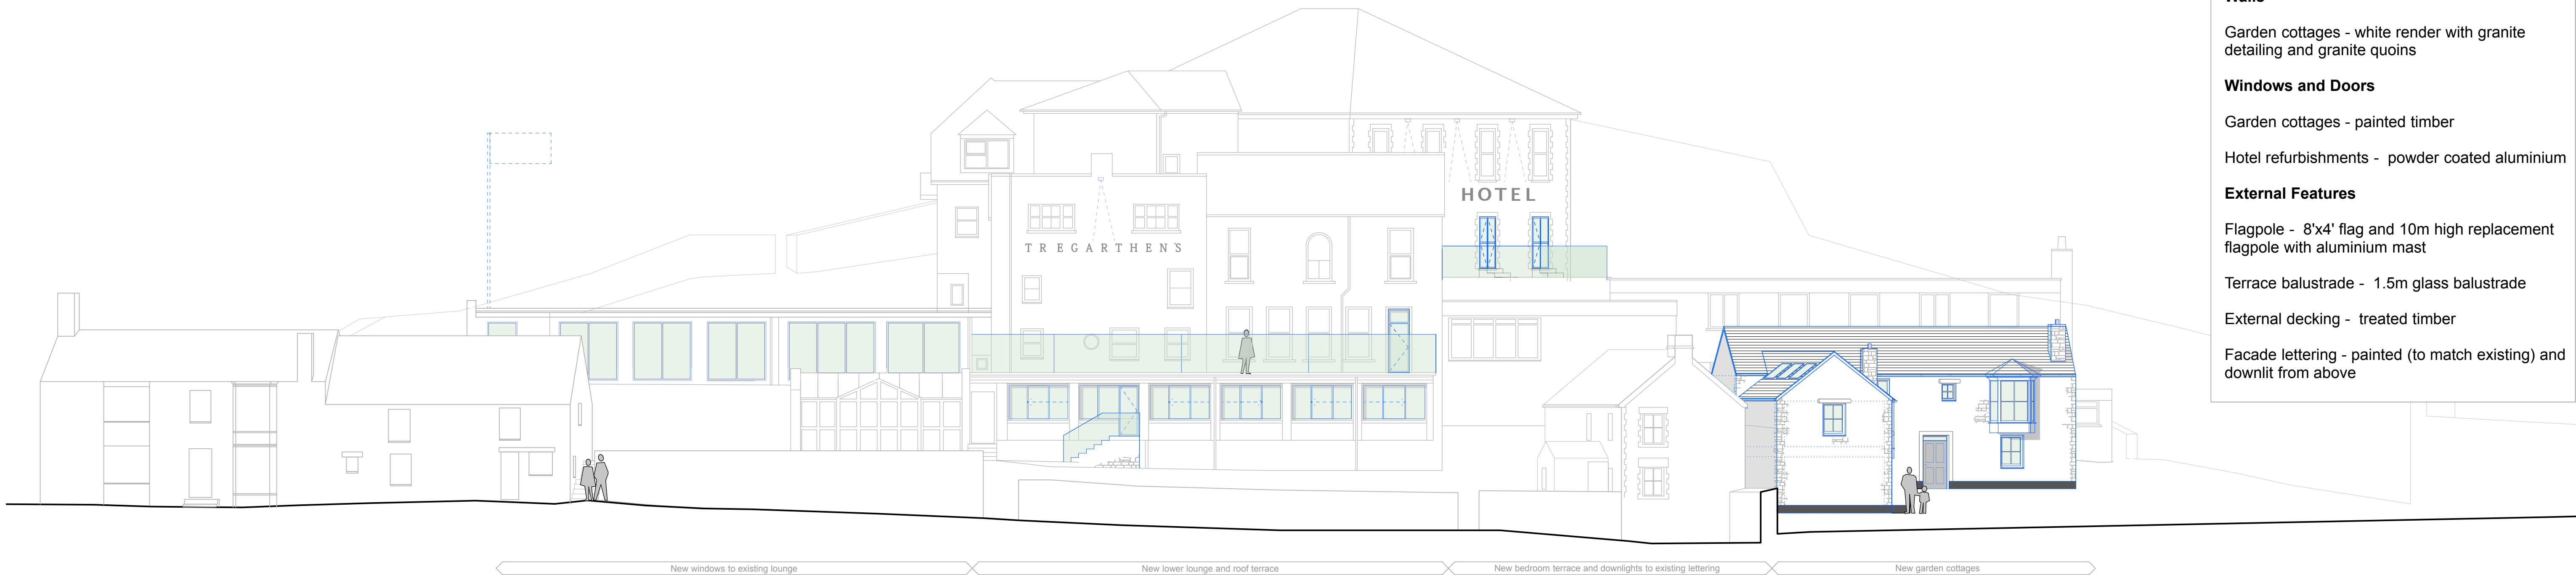 Walls
Garden cottages - white render with granite
detailing and granite quoins
Windows and Doors
Garden cottages - painted timber
Hotel refurbishments -  powder coated aluminium
External Features
Flagpole -  8'x4' flag and 10m high replacement
flagpole with aluminium mast
Terrace balustrade -  1.5m glass balustrade
External decking -  treated timber
Facade lettering - painted (to match existing) and
downlit from above
HOTEL
TREGARTHEN'S
New windows to existing lounge
New lower lounge and roof terrace
New bedroom terrace and downlights to existing lettering
New garden cottages